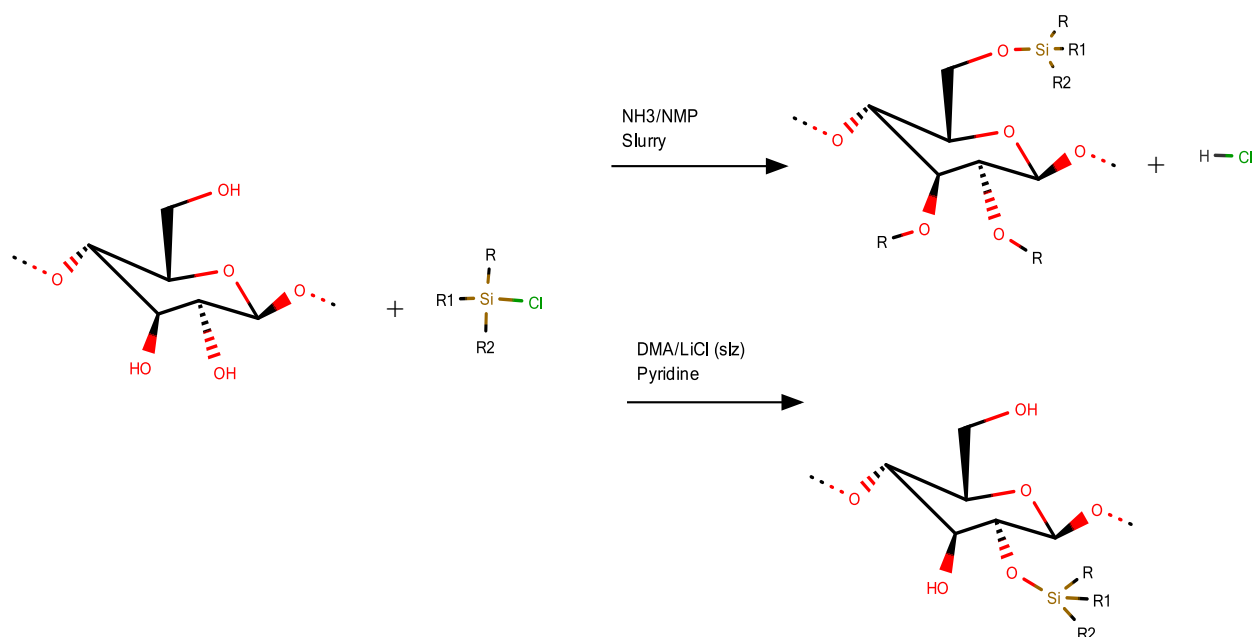 R
O
Si
R1
R2
NH3/NMP
Slurry
O
O
O
+
H
Cl
O
R
O
R
OH
O
O
O
HO
OH
+
R
R1
Si
Cl
R2
DMA/LiCl (slz)
Pyridine
OH
O
O
O
HO
O
Si
R
R1
R2